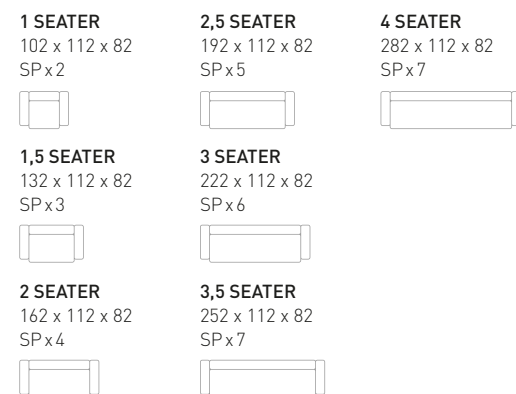 1 SEATER
102 x 112 x 82
SP x 2
1,5 SEATER
132 x 112 x 82
SP x 3
2 SEATER
162 x 112 x 82
SP x 4
2,5 SEATER
192 x 112 x 82
SP x 5
3 SEATER
222 x 112 x 82
SP x 6
3,5 SEATER
252 x 112 x 82
SP x 7
4 SEATER
282 x 112 x 82
SP x 7